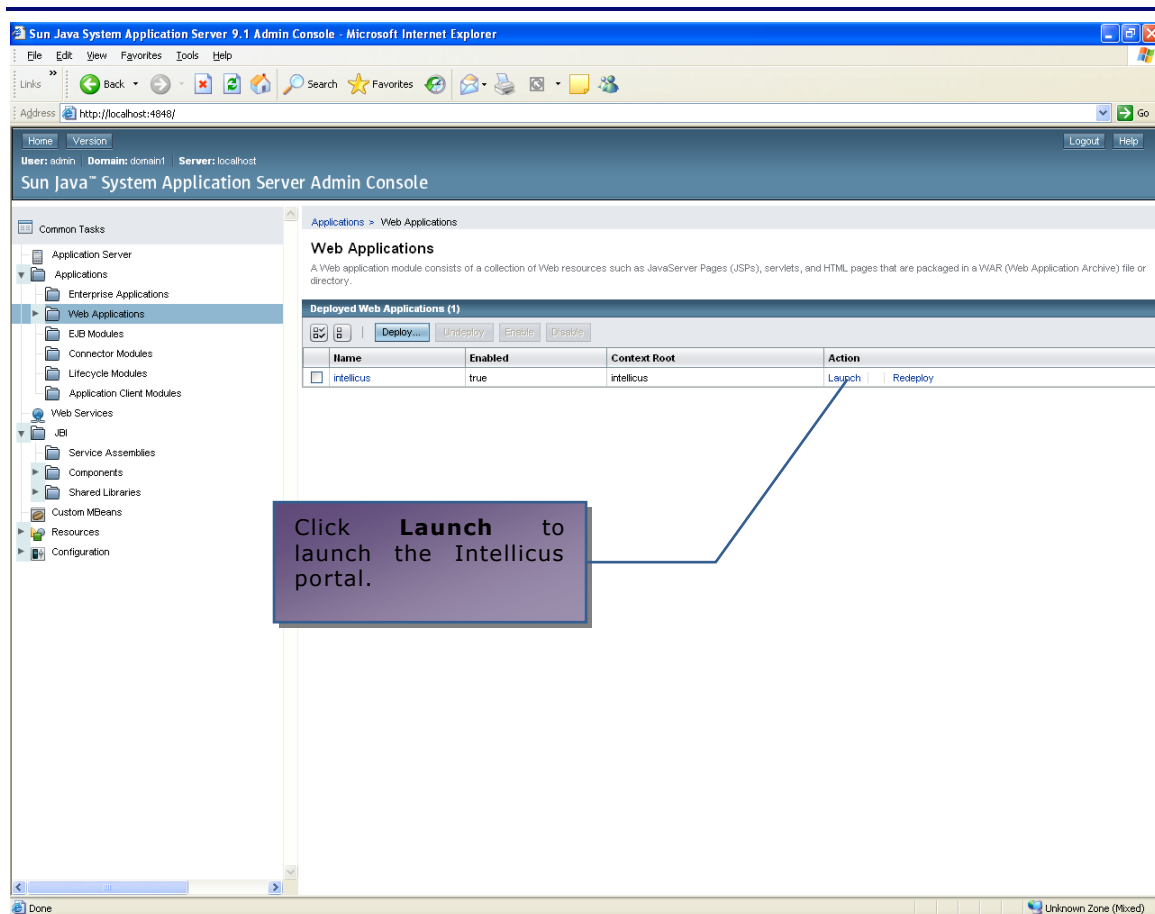 Sun Java System Application Server 9.1 Admin Console - Microsoft Internet Explorer
File Edit View Favorites Tools Help
Links » Back Search Favorites
Address http://localhost:4848/ Go
Home Version Logout Help
User: admin Domain: domain1 Server: localhost
Sun Java™ System Application Server Admin Console
Common Tasks
Application Server
Applications
Enterprise Applications
Web Applications
EJB Modules
Connector Modules
Lifecycle Modules
Application Client Modules
Web Services
JBI
Service Assemblies
Components
Shared Libraries
Custom MBeans
Resources
Configuration
Applications > Web Applications
Web Applications
A Web application module consists of a collection of Web resources such as JavaServer Pages (JSPs), servlets, and HTML pages that are packaged in a WAR (Web Application Archive) file or
directory.
Deployed Web Applications (1)
Deploy... Undeploy Enable Disable
Name Enabled Context Root Action
intellicus true intellicus Launch Redeploy
Click Launch to
launch the Intellicus
portal.
Done Unknown Zone (Mixed)